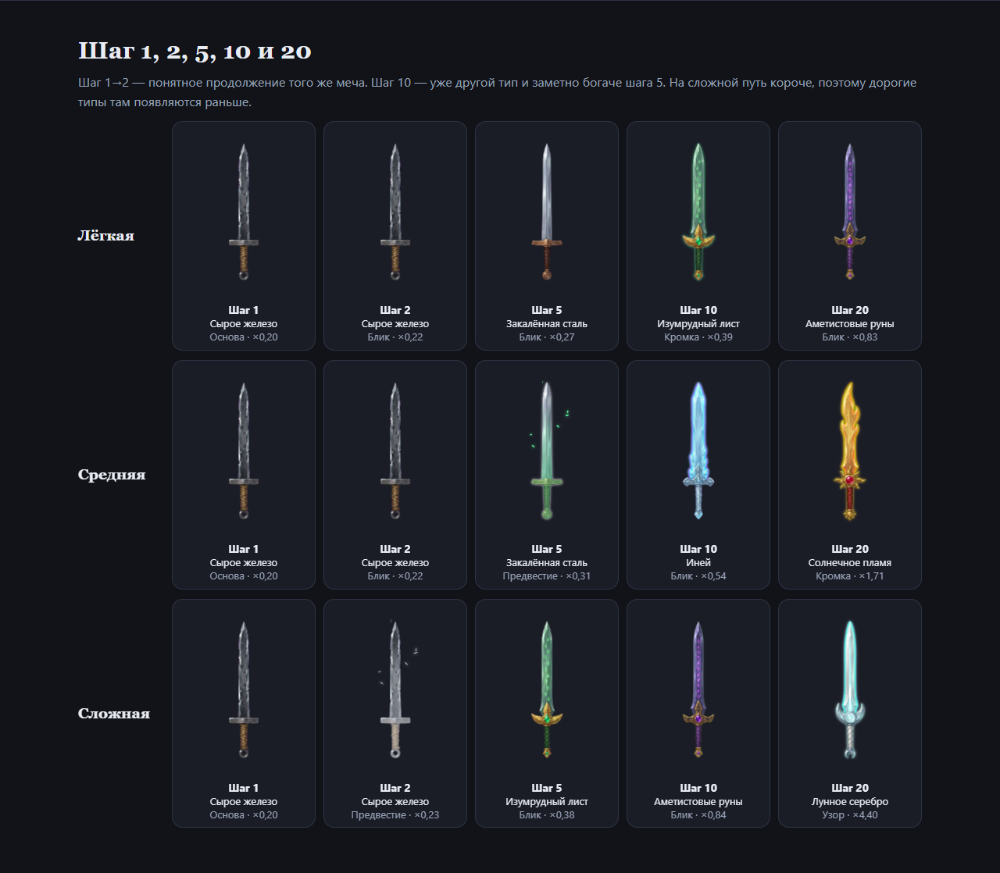 Шаг 1, 2, 5, 10 и 20
Шаг 1→2 — понятное продолжение того же меча. Шаг 10 — уже другой тип и заметно богаче шага 5. На сложной путь короче, поэтому дорогие
типы там появляются раньше.
Лёгкая
Шаг 1
Сырое железо
Основа · ×0,20
Шаг 2
Сырое железо
Блик · ×0,22
Шаг 5
Закалённая сталь
Блик · ×0,27
Шаг 10
Изумрудный лист
Кромка · ×0,39
Шаг 20
Аметистовые руны
Блик · ×0,83
Средняя
Шаг 1
Сырое железо
Основа · ×0,20
Шаг 2
Сырое железо
Блик · ×0,22
Шаг 5
Закалённая сталь
Предвестие · ×0,31
Шаг 10
Иней
Блик · ×0,54
Шаг 20
Солнечное пламя
Кромка · ×1,71
Сложная
Шаг 1
Сырое железо
Основа · ×0,20
Шаг 2
Сырое железо
Предвестие · ×0,23
Шаг 5
Изумрудный лист
Блик · ×0,38
Шаг 10
Аметистовые руны
Блик · ×0,84
Шаг 20
Лунное серебро
Узор · ×4,40